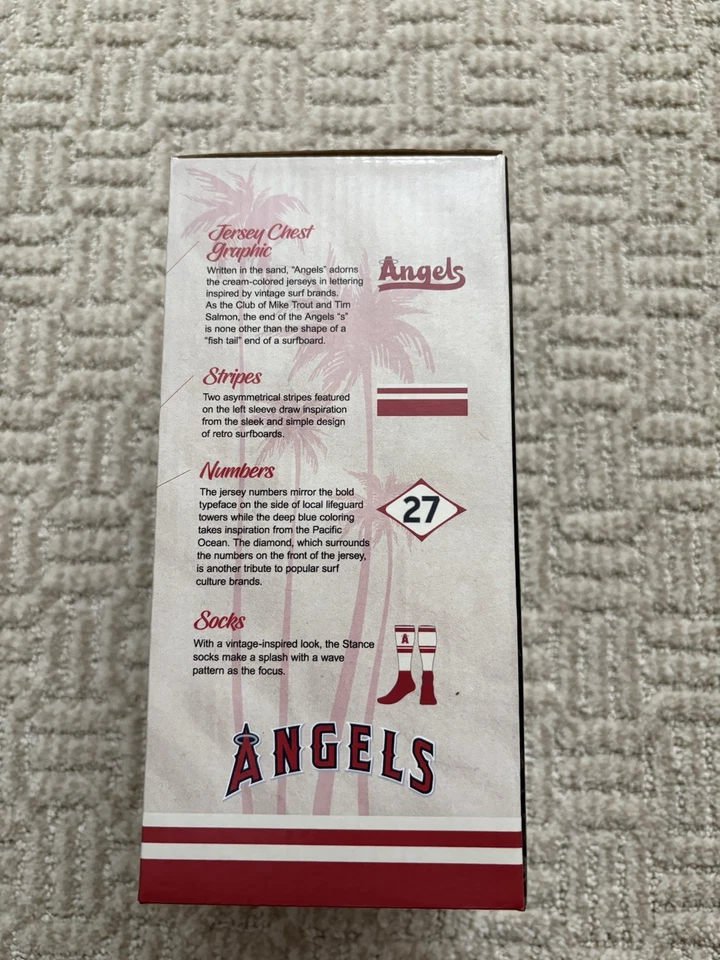 Jersey Chest
Graphic
Written in the sand, "Angels" adorns
the cream-colored jerseys in lettering
inspired by vintage surf brands.
As the Club of Mike Trout and Tim
Salmon, the end of the Angels "s"
is none other than the shape of a
"fish tail" end of a surfboard.
Angels
Stripes
Two asymmetrical stripes featured
on the left sleeve draw inspiration
from the sleek and simple design
of retro surfboards.
Numbers
The jersey numbers mirror the bold
typeface on the side of local lifeguard
towers while the deep blue coloring
takes inspiration from the Pacific
Ocean. The diamond, which surrounds
the numbers on the front of the jersey,
is another tribute to popular surf
culture brands.
27
Socks
With a vintage-inspired look, the Stance
socks make a splash with a wave
pattern as the focus.
A
ANGELS